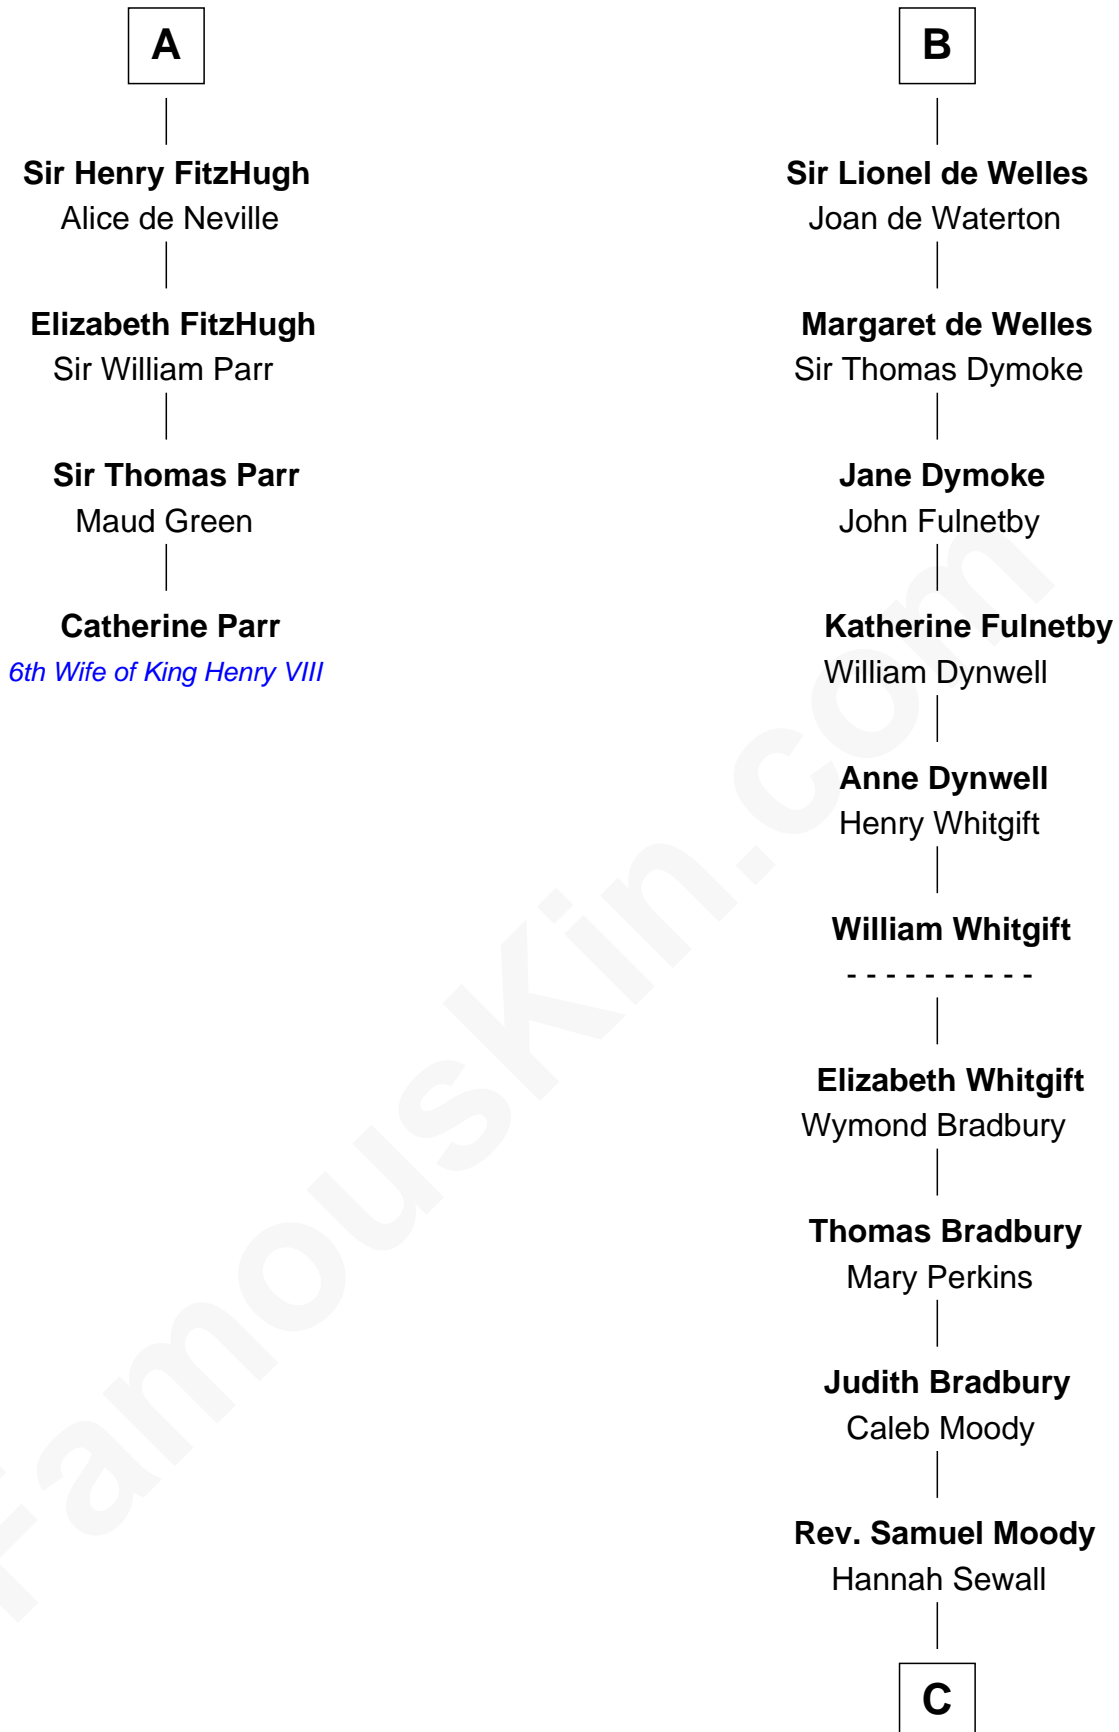 A
Sir Henry FitzHugh
Alice de Neville
Elizabeth FitzHugh
Sir William Parr
Sir Thomas Parr
Maud Green
Catherine Parr
6th Wife of King Henry VIII
B
Sir Lionel de Welles
Joan de Waterton
Margaret de Welles
Sir Thomas Dymoke
Jane Dymoke
John Fulnetby
Katherine Fulnetby
William Dynwell
Anne Dynwell
Henry Whitgift
William Whitgift
- - - - - - - - - -
Elizabeth Whitgift
Wymond Bradbury
Thomas Bradbury
Mary Perkins
Judith Bradbury
Caleb Moody
Rev. Samuel Moody
Hannah Sewall
C
FamousKin.com